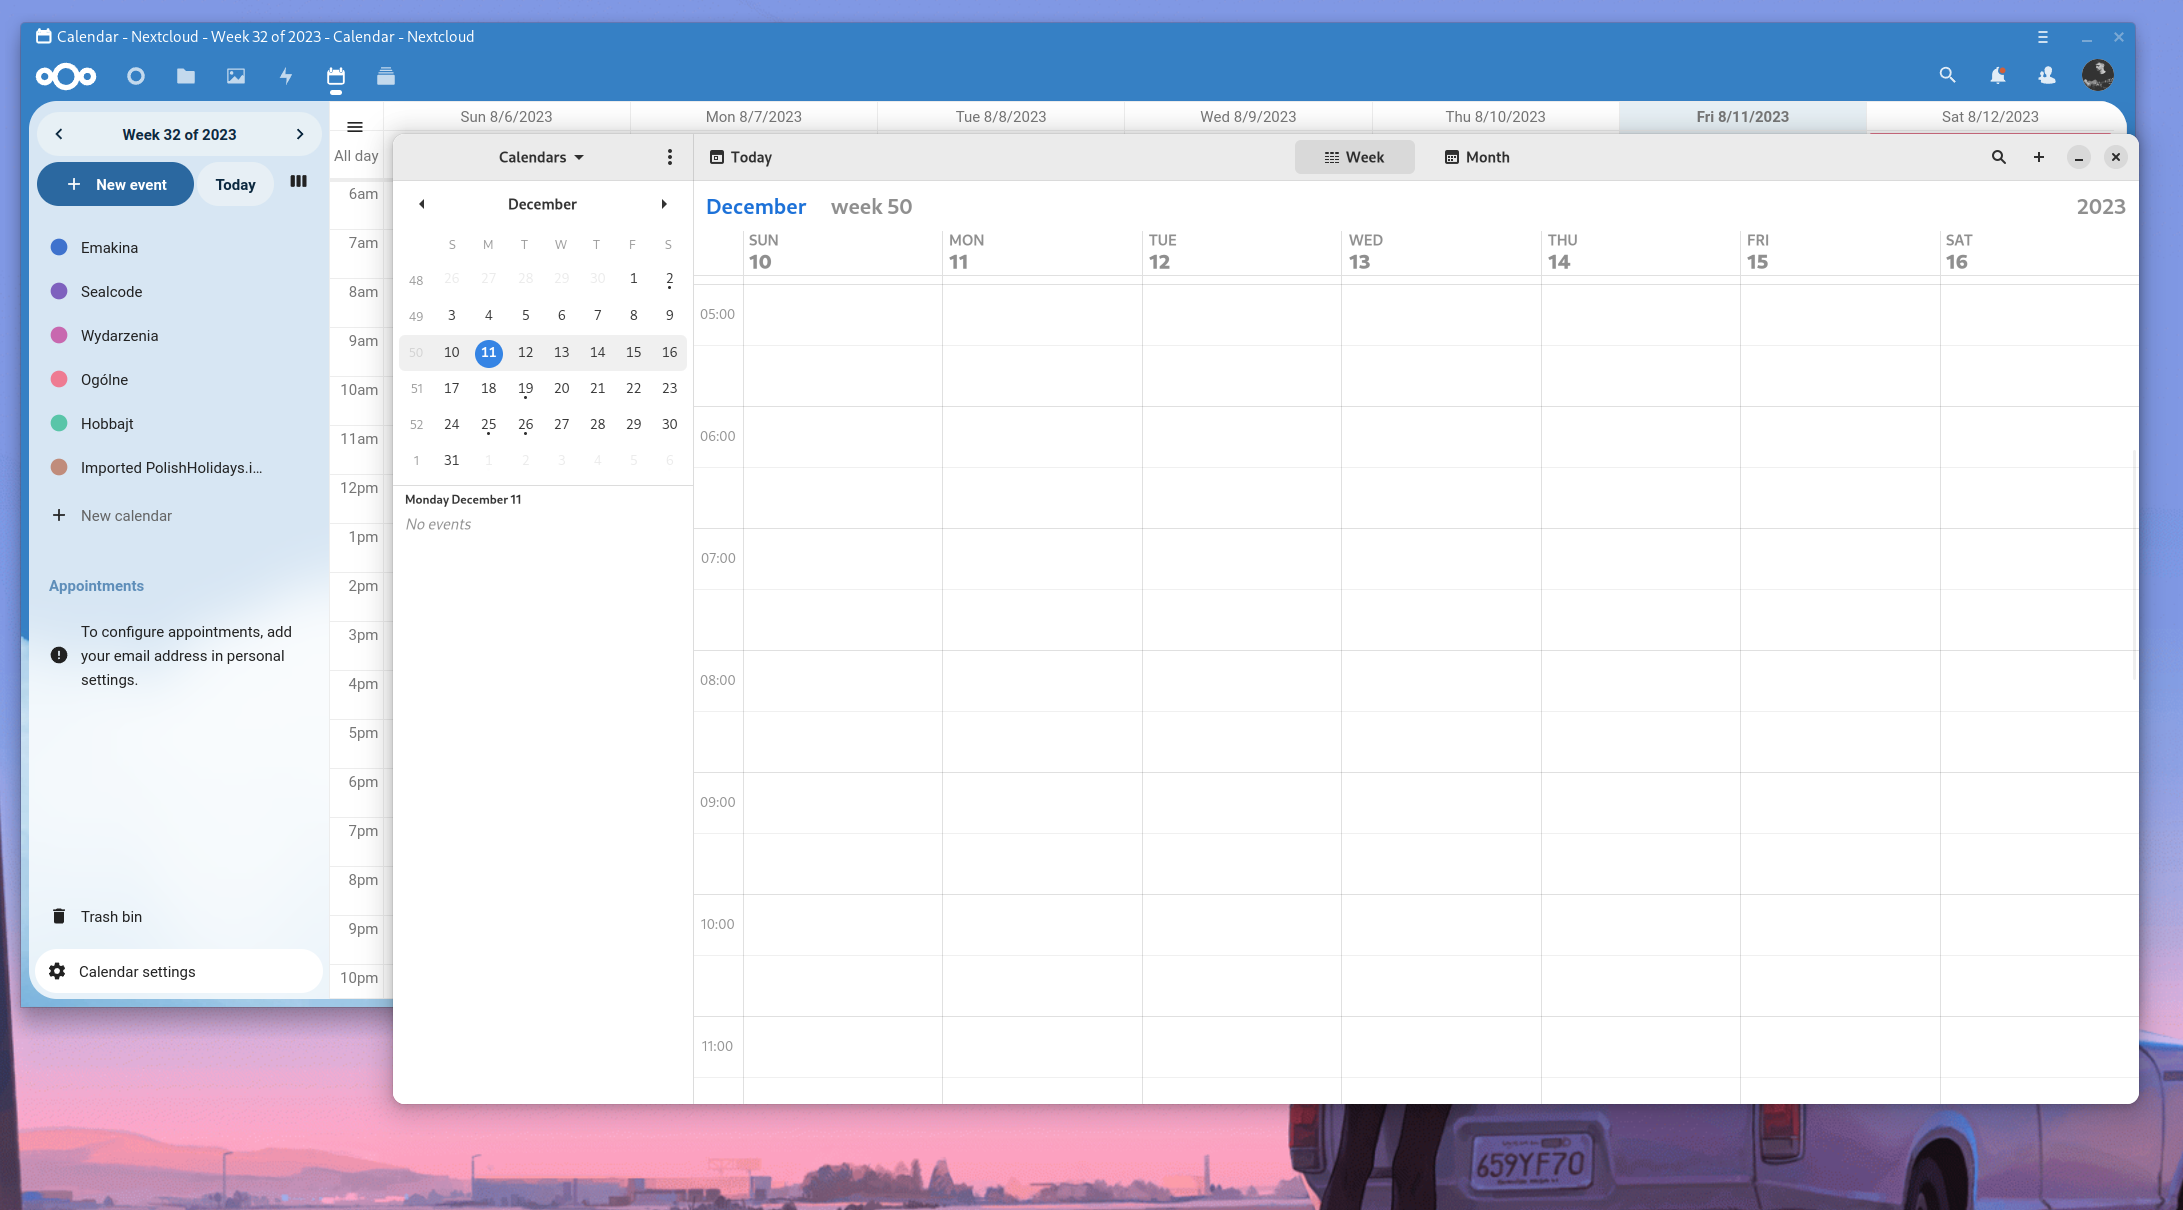 Calendar - Nextcloud - Week 32 of 2023 - Calendar - Nextcloud
Week 32 of 2023
New event
Today
Emakina
Sealcode
Wydarzenia
Ogólne
Hobbajt
Imported PolishHolidays.i...
New calendar
Appointments
To configure appointments, add
your email address in personal
settings.
Trash bin
Calendar settings
Sun 8/6/2023 Mon 8/7/2023 Tue 8/8/2023 Wed 8/9/2023 Thu 8/10/2023 Fri 8/11/2023 Sat 8/12/2023
All day
6am
7am
8am
9am
10am
11am
12pm
1pm
2pm
3pm
4pm
5pm
6pm
7pm
8pm
9pm
10pm
Calendars
Today
Week
Month
December
S M T W T F S
48 26 27 28 29 30 1 2
49 3 4 5 6 7 8 9
50 10 11 12 13 14 15 16
51 17 18 19 20 21 22 23
52 24 25 26 27 28 29 30
1 31 1 2 3 4 5 6
Monday December 11
No events
December week 50 2023
SUN MON TUE WED THU FRI SAT
10 11 12 13 14 15 16
05:00
06:00
07:00
08:00
09:00
10:00
11:00
659YF70